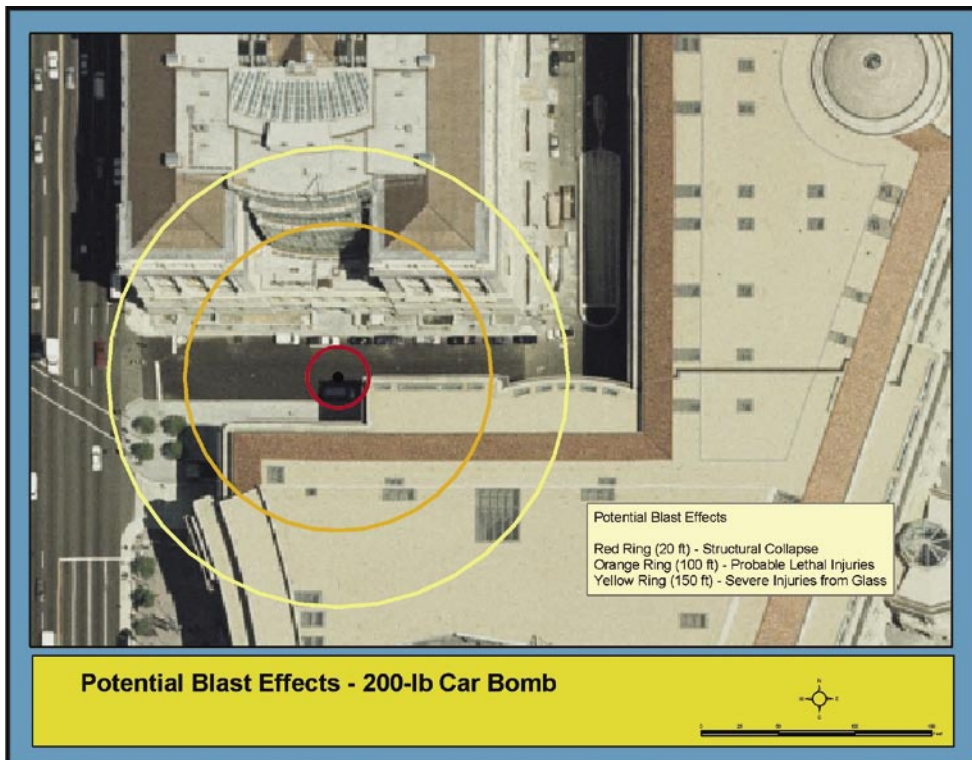 Potential Blast Effects
Red Ring (20 ft) - Structural Collapse
Orange Ring (100 ft) - Probable Lethal Injuries
Yellow Ring (150 ft) - Severe Injuries from Glass
Potential Blast Effects - 200-lb Car Bomb
N
S
0